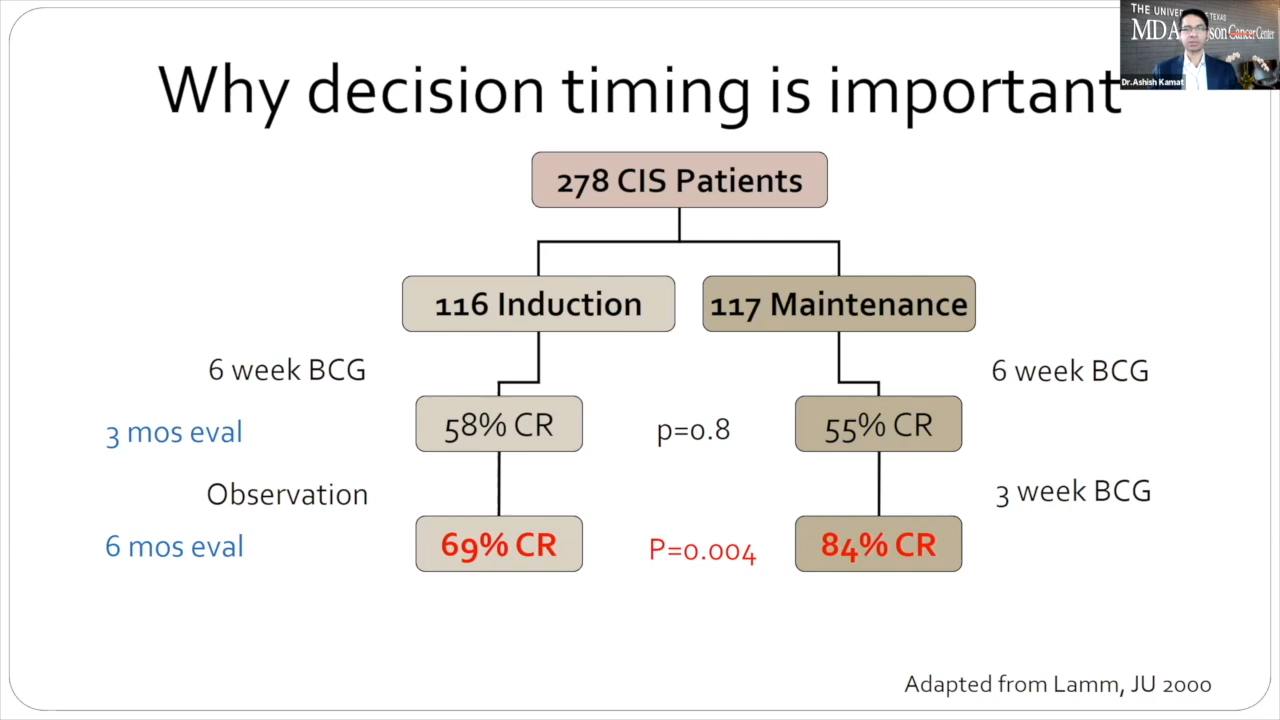 THE UNIVER OF TEXAS
MD A son Cancer Center
Dr.Ashish Kamat
Why decision timing is important
278 CIS Patients
116 Induction
117 Maintenance
6 week BCG
6 week BCG
3 mos eval
58% CR
p=0.8
55% CR
Observation
3 week BCG
6 mos eval
69% CR
P=0.004
84% CR
Adapted from Lamm, JU 2000